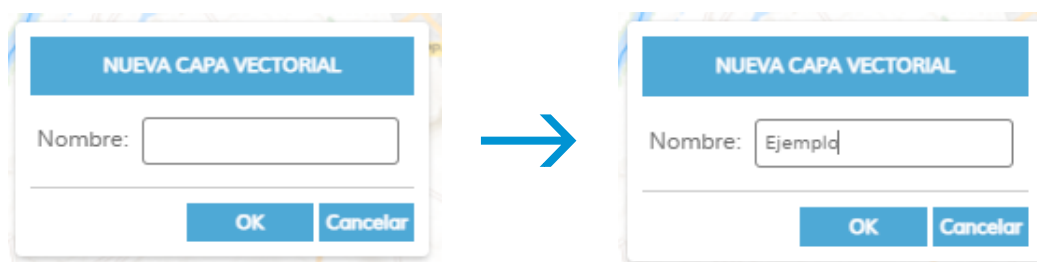 NUEVA CAPA VECTORIAL
Nombre:
OK Cancelar
NUEVA CAPA VECTORIAL
Nombre: Ejemplo
OK Cancelar